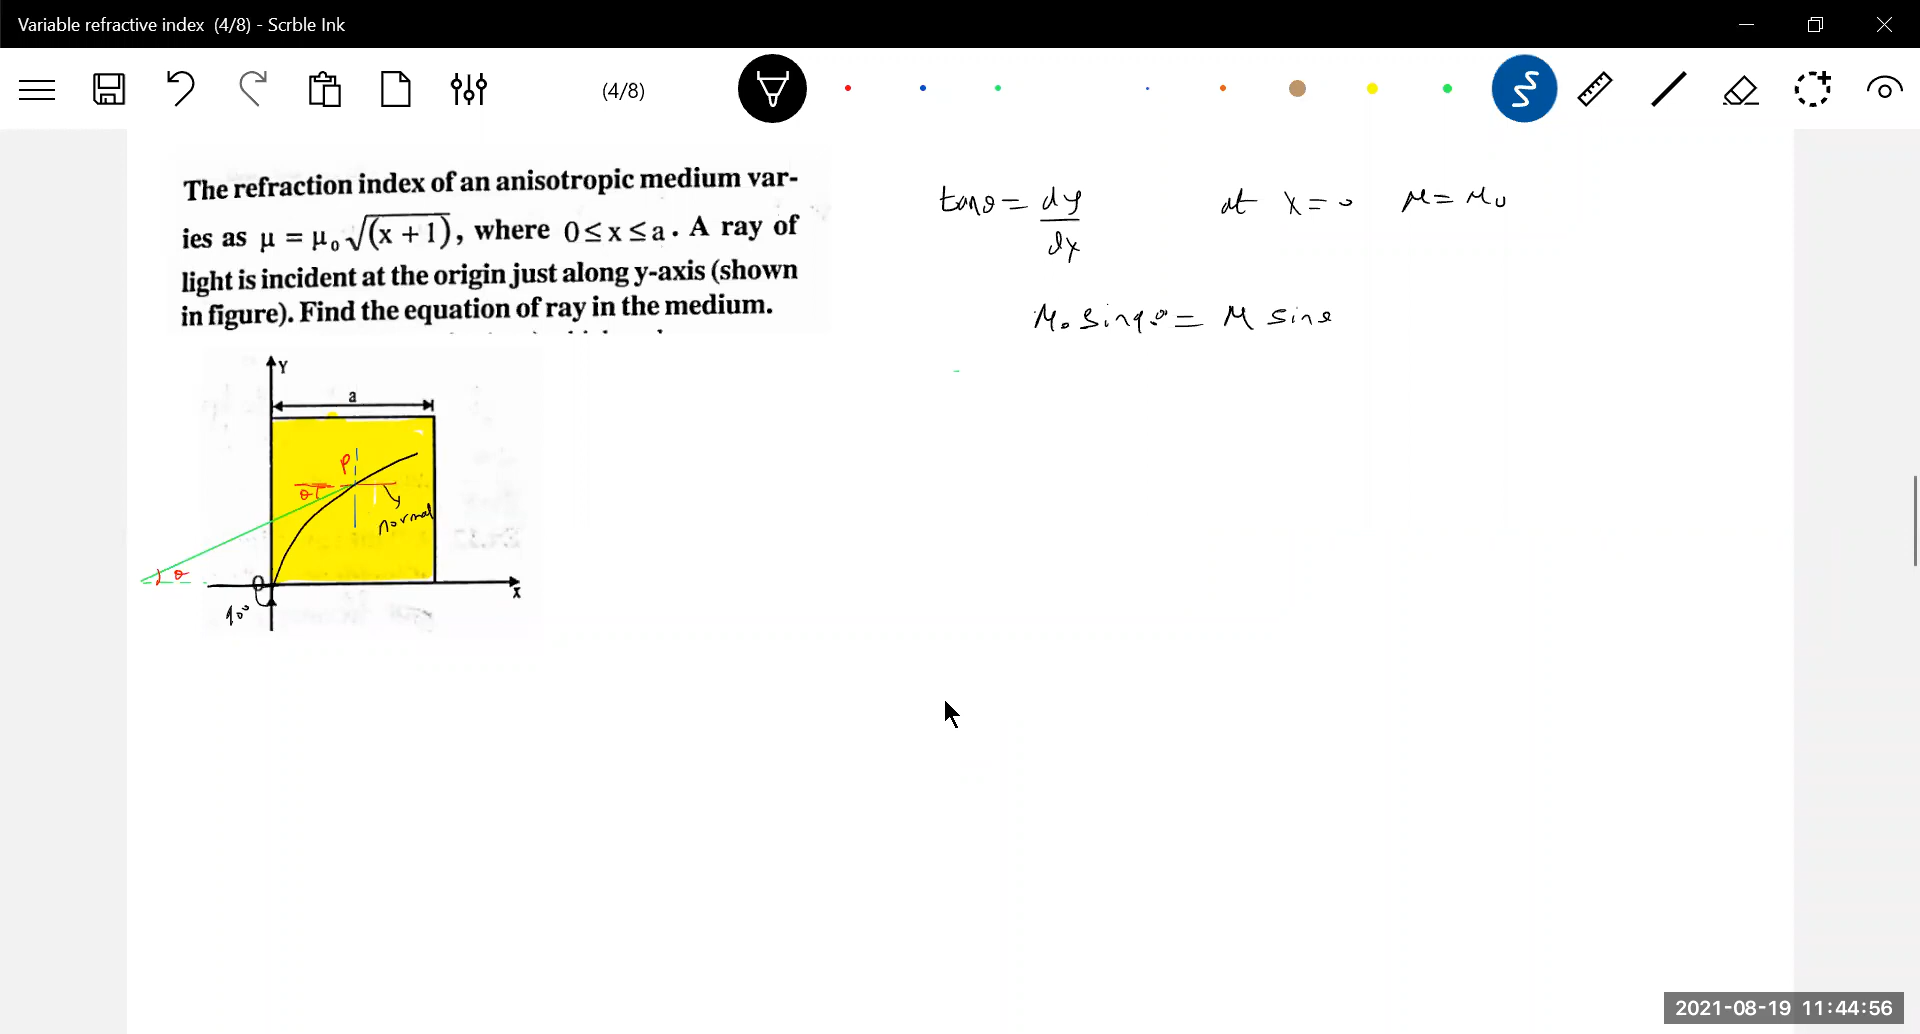 Variable refractive index (4/8) - Scrble Ink
(4/8)
The refraction index of an anisotropic medium var-
ies as μ = μ₀√(x + 1), where 0 ≤ x ≤ a. A ray of
light is incident at the origin just along y-axis (shown
in figure). Find the equation of ray in the medium.
tanθ = dy/dx at x = 0 μ = μ₀
μ₀ sin90° = μ sinθ
Y
a
P
θ
normal
θ
O
X
90°
2021-08-19 11:44:56